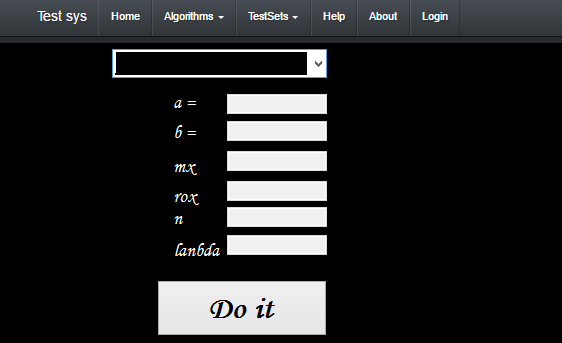 Test sys Home Algorithms TestSets Help About Login
a =
b =
mx
rox
n
lanbda
Do it